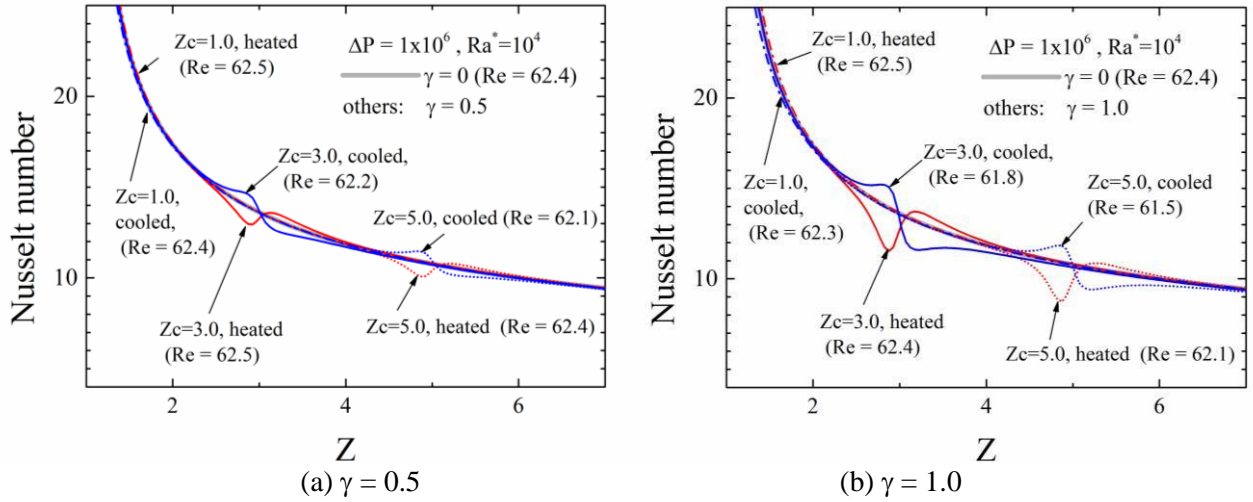 Zc=1.0, heated
(Re = 62.5)
ΔP = 1x10⁶ , Ra*=10⁴
γ = 0 (Re = 62.4)
others: γ = 0.5
Zc=3.0, cooled,
(Re = 62.2)
Zc=1.0,
cooled,
(Re = 62.4)
Zc=5.0, cooled (Re = 62.1)
Zc=3.0, heated
(Re = 62.5)
Zc=5.0, heated (Re = 62.4)
20
10
Nusselt number
2 4 6
Z
(a) γ = 0.5
Zc=1.0, heated
(Re = 62.5)
ΔP = 1x10⁶ , Ra*=10⁴
γ = 0 (Re = 62.4)
others: γ = 1.0
Zc=3.0, cooled,
(Re = 61.8)
Zc=1.0,
cooled,
(Re = 62.3)
Zc=5.0, cooled
(Re = 61.5)
Zc=3.0, heated
(Re = 62.4)
Zc=5.0, heated (Re = 62.1)
20
10
Nusselt number
2 4 6
Z
(b) γ = 1.0